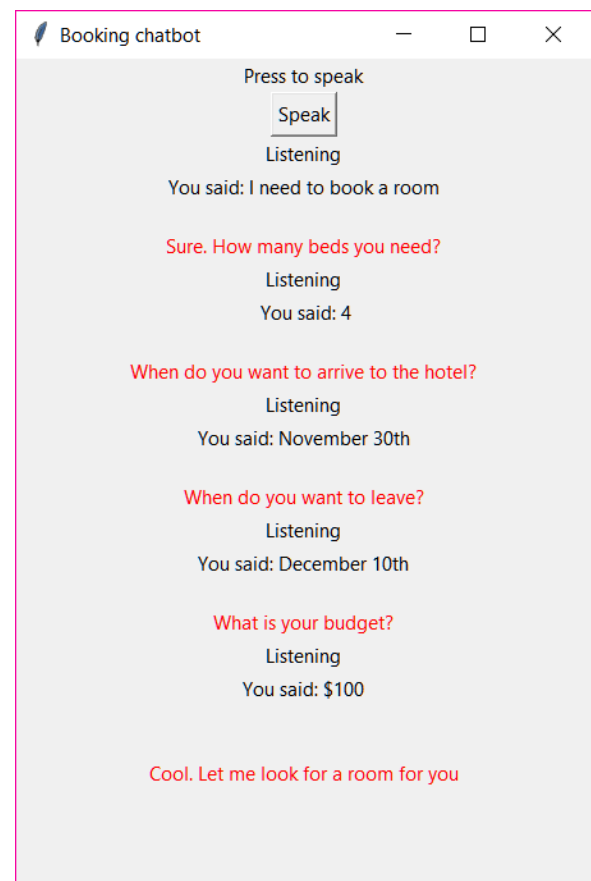 Booking chatbot
Press to speak
Speak
Listening
You said: I need to book a room
Sure. How many beds you need?
Listening
You said: 4
When do you want to arrive to the hotel?
Listening
You said: November 30th
When do you want to leave?
Listening
You said: December 10th
What is your budget?
Listening
You said: $100
Cool. Let me look for a room for you